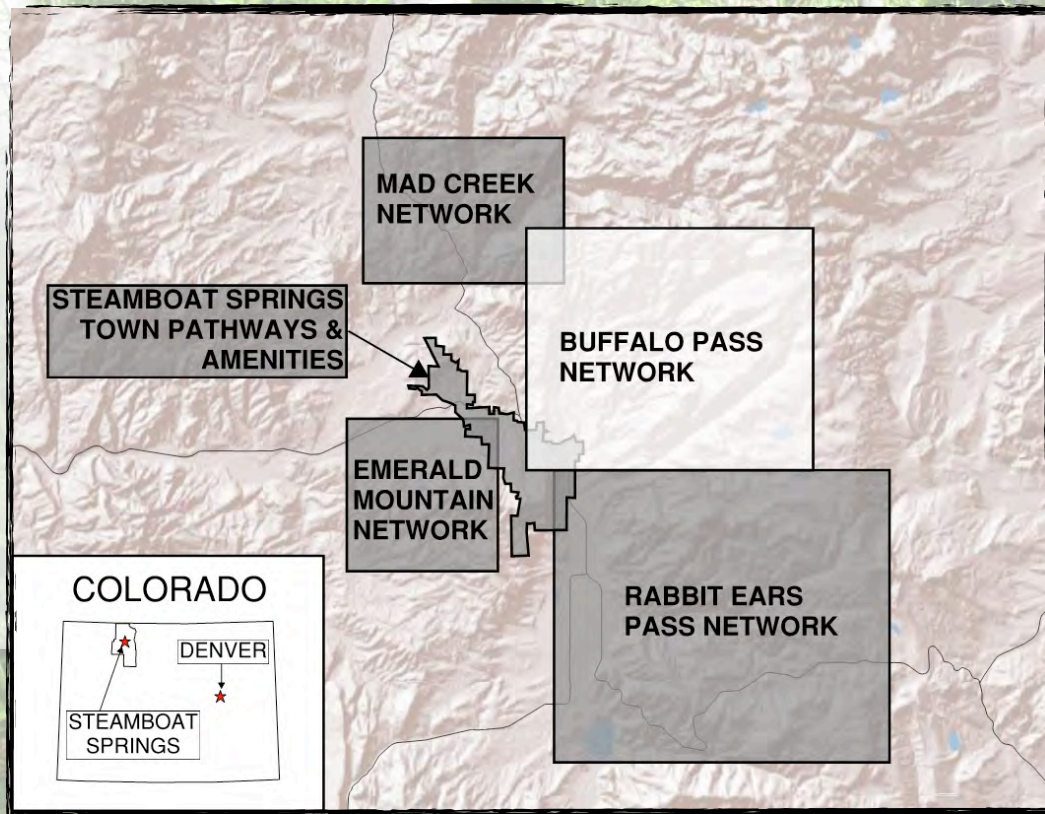 MAD CREEK
NETWORK
STEAMBOAT SPRINGS
TOWN PATHWAYS &
AMENITIES
BUFFALO PASS
NETWORK
EMERALD
MOUNTAIN
NETWORK
RABBIT EARS
PASS NETWORK
COLORADO
DENVER
STEAMBOAT
SPRINGS